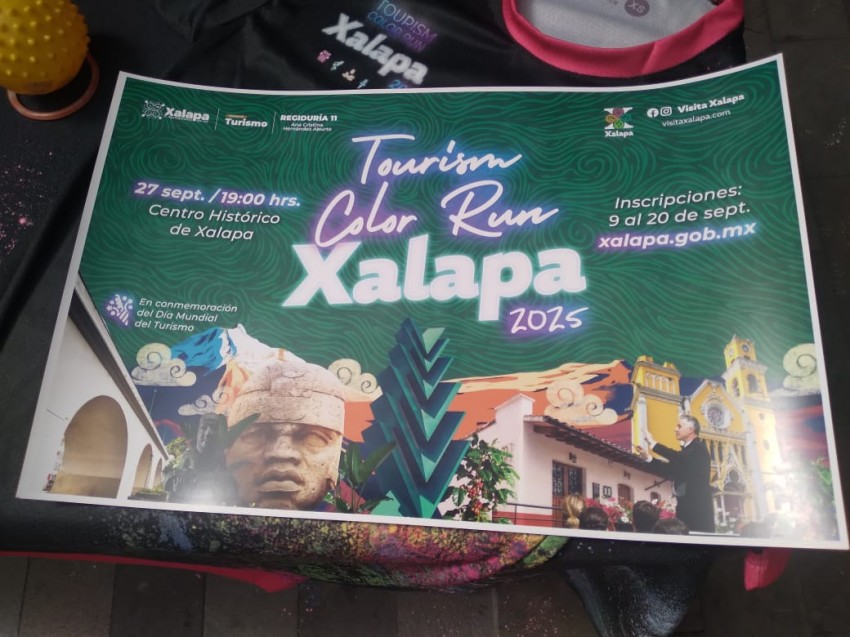 TOURISM
COLOR RUN
Xalapa
XS
Xalapa
Turismo
REGIDURÍA 11
Ana Cristina
Xalapa
Visita Xalapa
visitaxalapa.com
Tourism
Color Run
Xalapa
2025
27 sept. / 19:00 hrs.
Centro Histórico
de Xalapa
Inscripciones:
9 al 20 de sept.
xalapa.gob.mx
En conmemoración
del Día Mundial
del Turismo